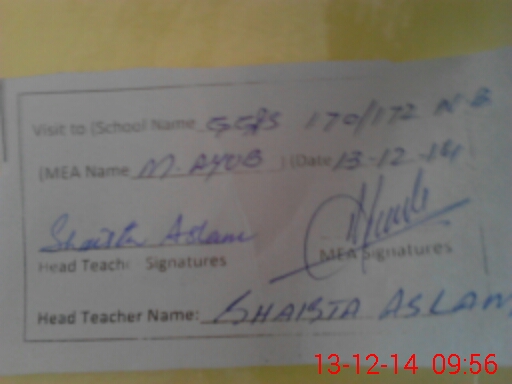 Visit to (School Name GGPS 170/172 N-B
(MEA Name M. AYUB ) (Date 13-12-14
Shaista Aslam
Head Teach Signatures MEA Signatures
Head Teacher Name: SHAISTA ASLAM
13-12-14 09:56